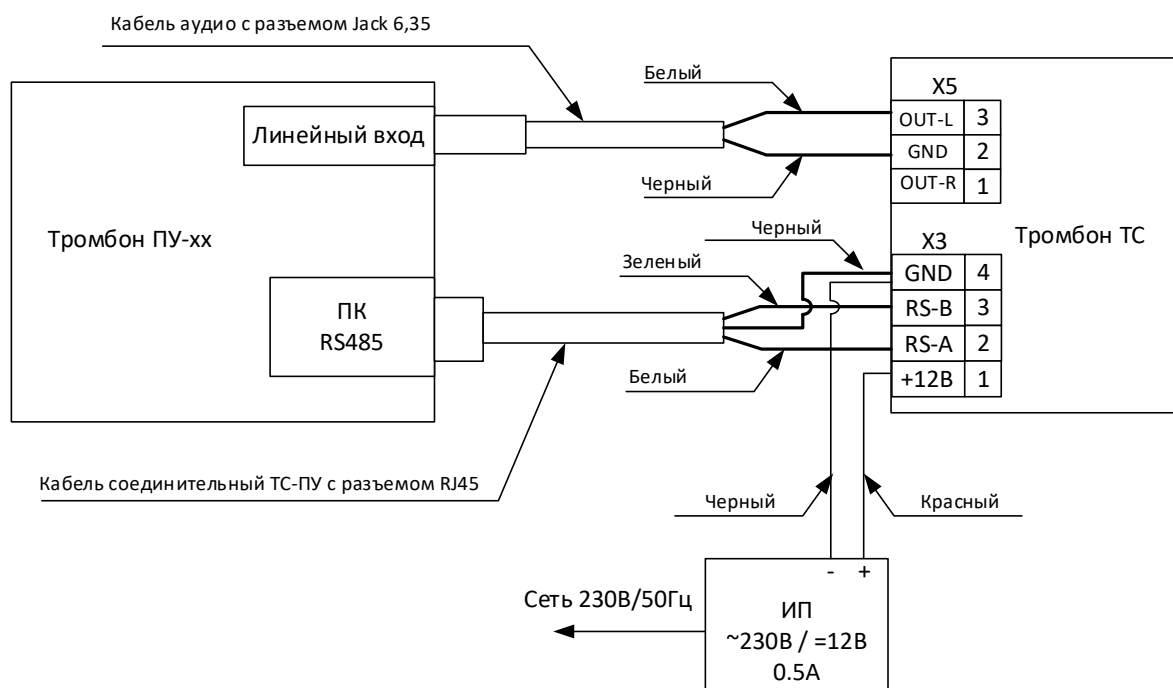 Кабель аудио с разъемом Jack 6,35
Белый
X5
Линейный вход
OUT-L 3
GND 2
OUT-R 1
Черный
Тромбон ПУ-хх
Тромбон ТС
Черный
X3
Зеленый
GND 4
ПК
RS485
RS-B 3
RS-A 2
+12В 1
Белый
Кабель соединительный ТС-ПУ с разъемом RJ45
Черный
Красный
- +
Сеть 230В/50Гц
ИП
~230В / =12В
0.5А